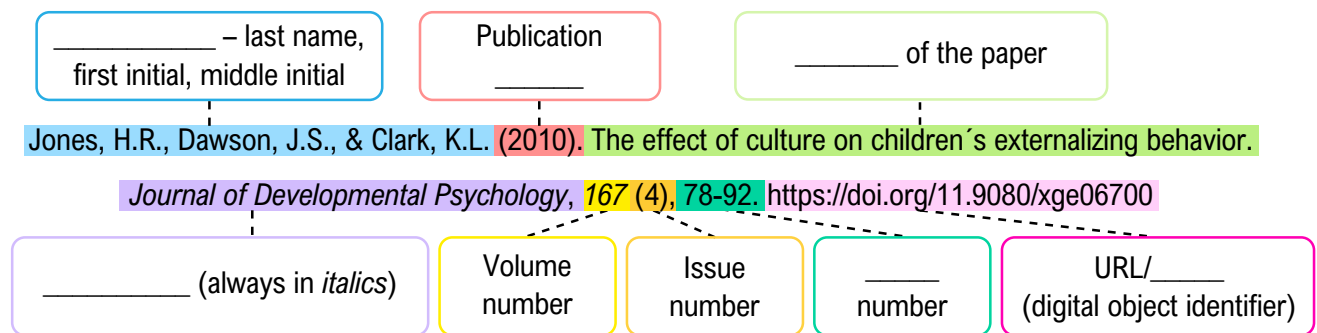 ___________ – last name,
first initial, middle initial
Publication
______
_______ of the paper
Jones, H.R., Dawson, J.S., & Clark, K.L. (2010). The effect of culture on children´s externalizing behavior.
Journal of Developmental Psychology, 167 (4), 78-92. https://doi.org/11.9080/xge06700
__________ (always in italics)
Volume
number
Issue
number
_____
number
URL/_____
(digital object identifier)